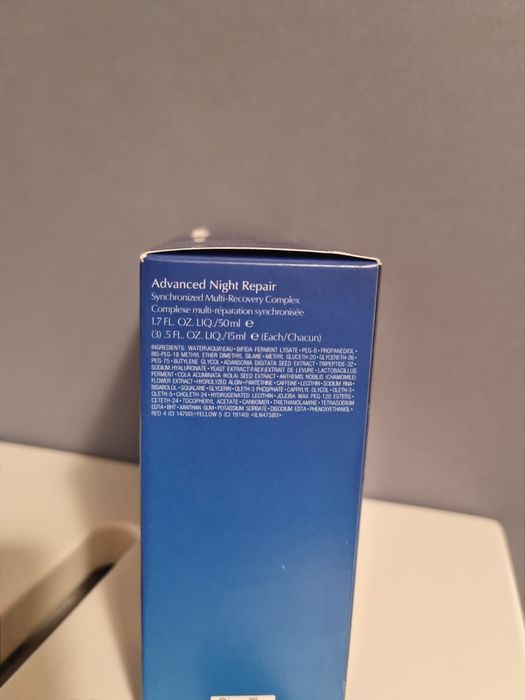 Advanced Night Repair
Synchronized Multi-Recovery Complex
Complexe multi-réparation synchronisée
1.7 FL. OZ. LIQ./50ml ℮
(3) .5 FL. OZ. LIQ./15ml ℮ (Each/Chacun)
INGREDIENTS: WATER\AQUA\EAU • BIFIDA FERMENT LYSATE • PEG-8 • PROPANEDIOL •
BIS-PEG-18 METHYL ETHER DIMETHYL SILANE • METHYL GLUCETH-20 • GLYCERETH-26 •
PEG-75 • BUTYLENE GLYCOL • ADANSONIA DIGITATA SEED EXTRACT • TRIPEPTIDE-32 •
SODIUM HYALURONATE • YEAST EXTRACT\FAEX\EXTRAIT DE LEVURE • LACTOBACILLUS
FERMENT • COLA ACUMINATA (KOLA) SEED EXTRACT • ANTHEMIS NOBILIS (CHAMOMILE)
FLOWER EXTRACT • HYDROLYZED ALGIN • PANTETHINE • CAFFEINE • LECITHIN • SODIUM RNA •
BISABOLOL • SQUALANE • GLYCERIN • OLETH-3 PHOSPHATE • CAPRYLYL GLYCOL • OLETH-3 •
OLETH-5 • CHOLETH-24 • HYDROGENATED LECITHIN • JOJOBA WAX PEG-120 ESTERS •
CETETH-24 • TOCOPHERYL ACETATE • CARBOMER • TRIETHANOLAMINE • TETRASODIUM
EDTA • BHT • XANTHAN GUM • POTASSIUM SORBATE • DISODIUM EDTA • PHENOXYETHANOL •
RED 4 (CI 14700) • YELLOW 5 (CI 19140) <ILN47580>